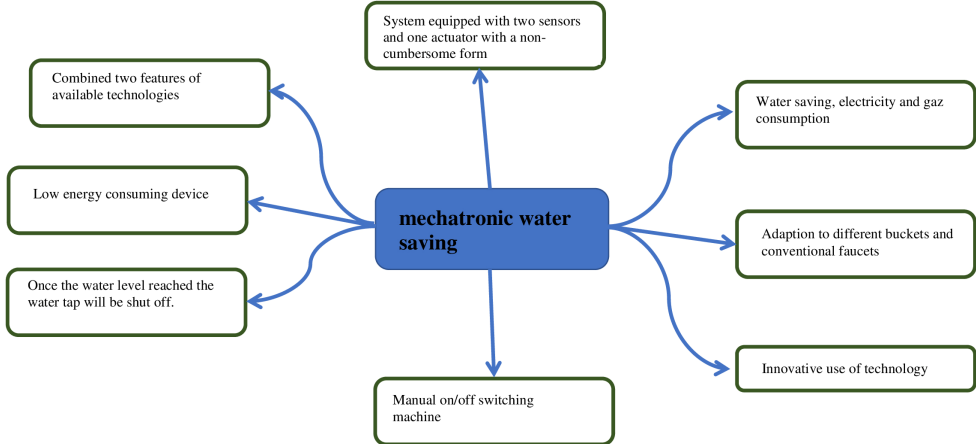 System equipped with two sensors
and one actuator with a non-
cumbersome form
Combined two features of
available technologies
Water saving, electricity and gaz
consumption
Low energy consuming device
mechatronic water
saving
Adaption to different buckets and
conventional faucets
Once the water level reached the
water tap will be shut off.
Innovative use of technology
Manual on/off switching
machine